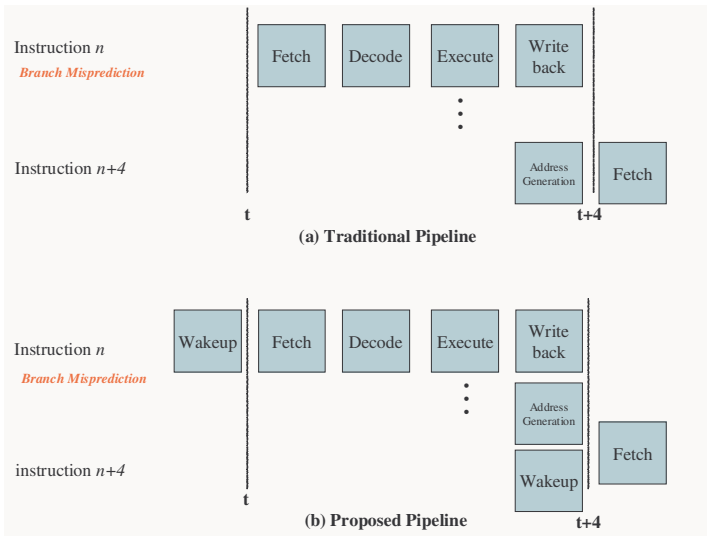 Instruction n
Branch Misprediction
Fetch
Decode
Execute
Write
back
Instruction n+4
Address
Generation
Fetch
t
t+4
(a) Traditional Pipeline
Instruction n
Branch Misprediction
Wakeup
Fetch
Decode
Execute
Write
back
Address
Generation
instruction n+4
Wakeup
Fetch
t
t+4
(b) Proposed Pipeline